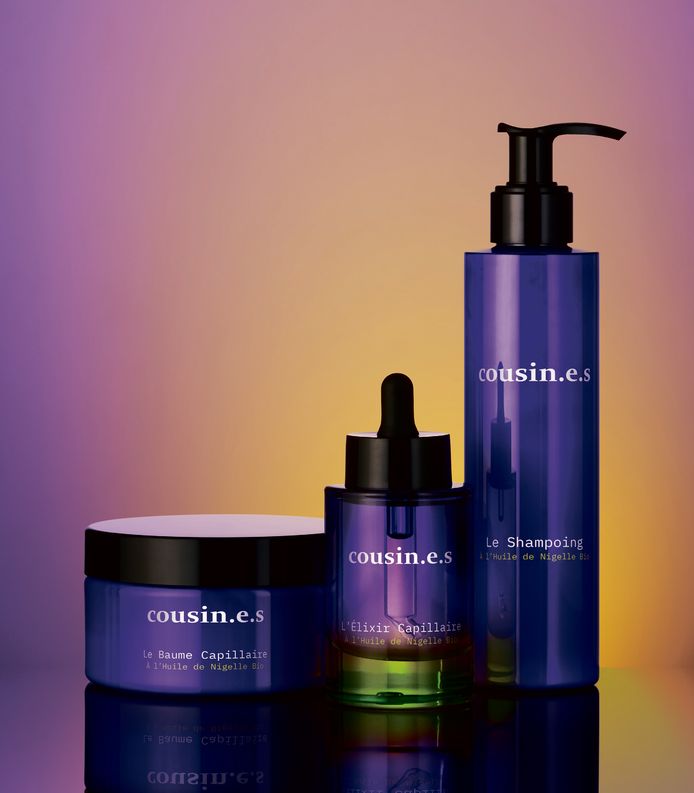 cousin.e.s
Le Shampoing
À l'Huile de Nigelle Bio
cousin.e.s
L'Élixir Capillaire
À l'Huile de Nigelle Bio
cousin.e.s
Le Baume Capillaire
À l'Huile de Nigelle Bio